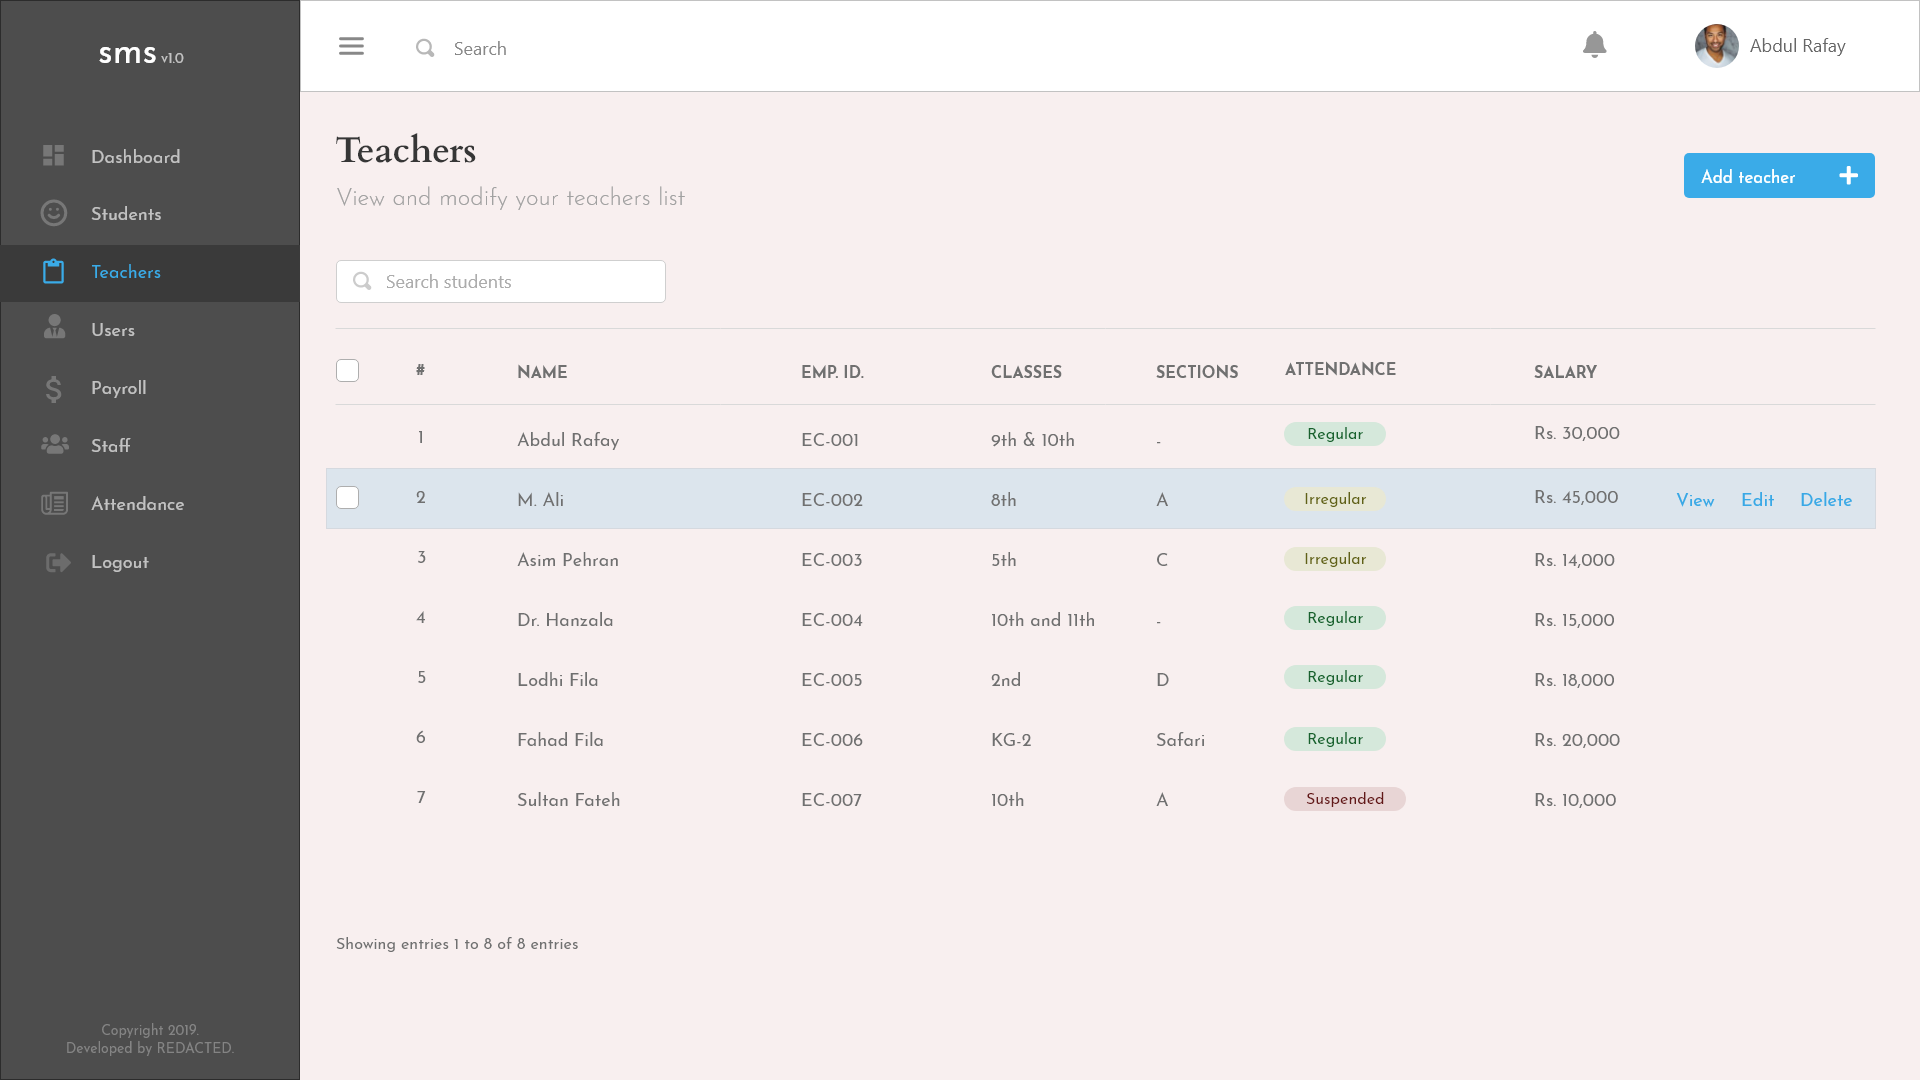 sms v1.0
Search
Abdul Rafay
Dashboard
Students
Teachers
Users
Payroll
Staff
Attendance
Logout
Copyright 2019.
Developed by REDACTED.
Teachers
View and modify your teachers list
Add teacher
Search students
# NAME EMP. ID. CLASSES SECTIONS ATTENDANCE SALARY
1 Abdul Rafay EC-001 9th & 10th - Regular Rs. 30,000
2 M. Ali EC-002 8th A Irregular Rs. 45,000 View Edit Delete
3 Asim Pehran EC-003 5th C Irregular Rs. 14,000
4 Dr. Hanzala EC-004 10th and 11th - Regular Rs. 15,000
5 Lodhi Fila EC-005 2nd D Regular Rs. 18,000
6 Fahad Fila EC-006 KG-2 Safari Regular Rs. 20,000
7 Sultan Fateh EC-007 10th A Suspended Rs. 10,000
Showing entries 1 to 8 of 8 entries